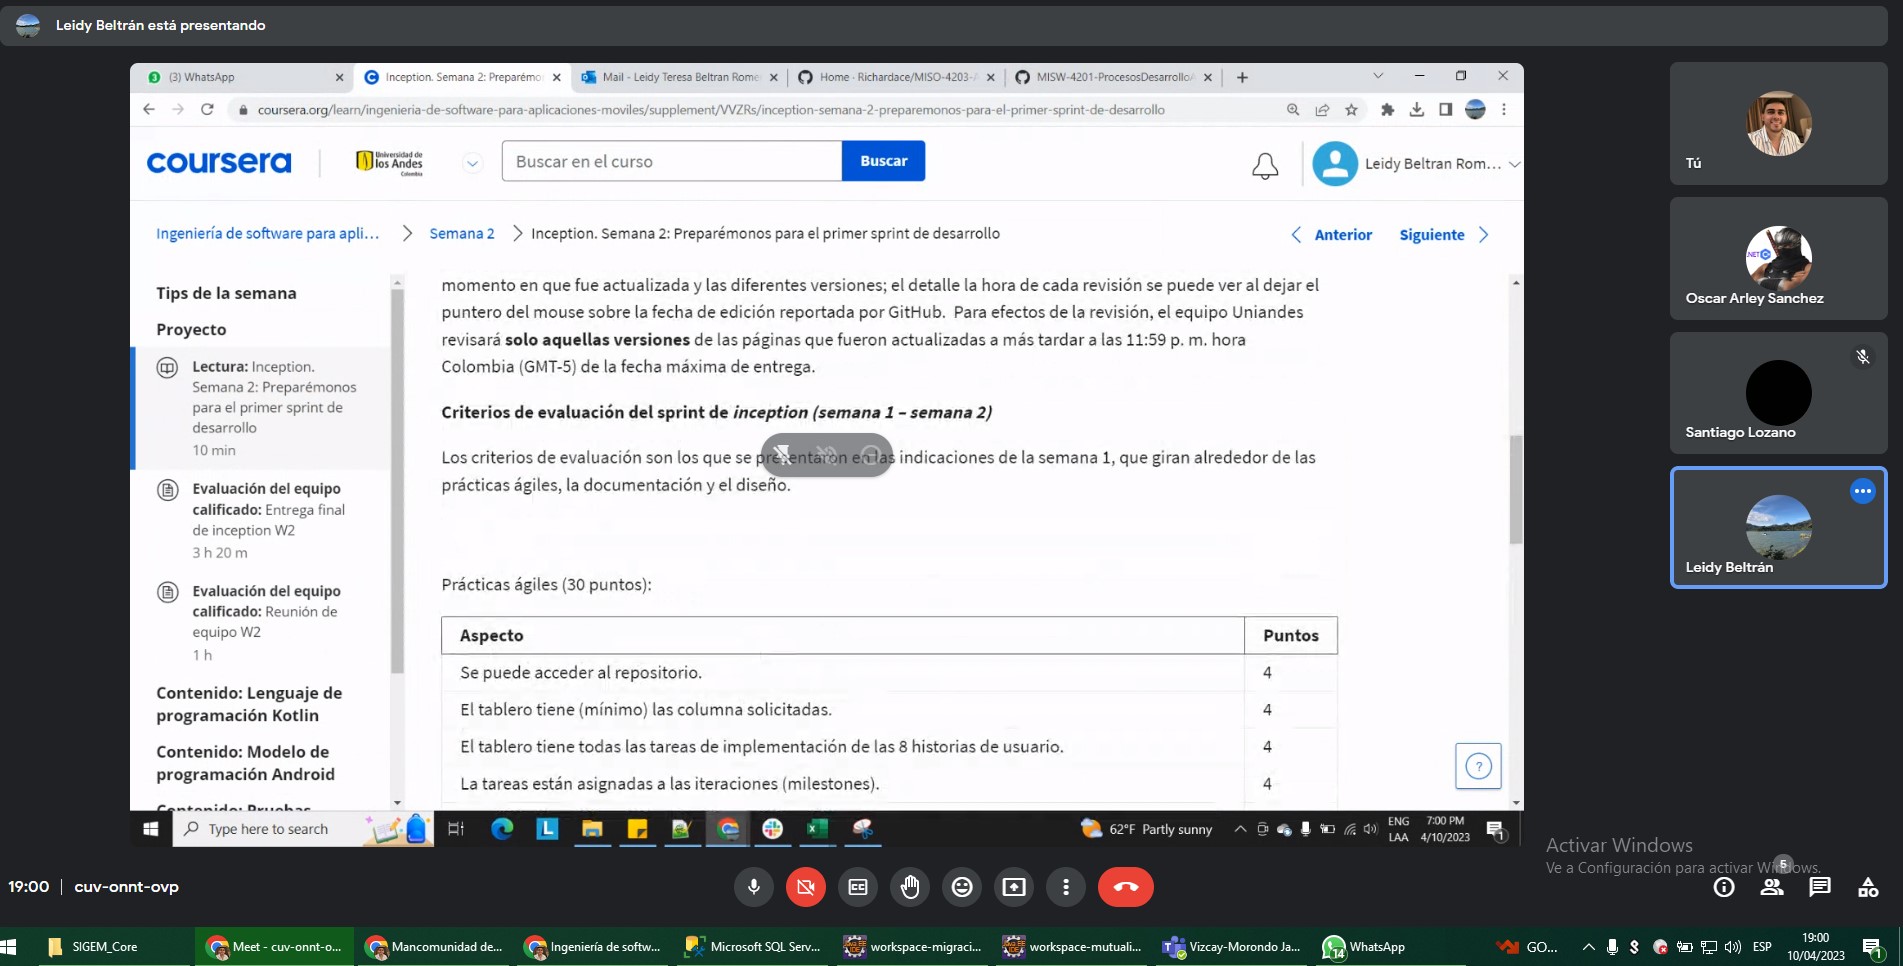 Leidy Beltrán está presentando
(3) WhatsApp
Inception. Semana 2: Preparémo
Mail - Leidy Teresa Beltran Rome
Home · Richardace/MISO-4203-
MISW-4201-ProcesosDesarrollo
coursera.org/learn/ingenieria-de-software-para-aplicaciones-moviles/supplement/VVZRs/inception-semana-2-preparemonos-para-el-primer-sprint-de-desarrollo
coursera
Universidad de
los Andes
Colombia
Buscar en el curso
Buscar
Leidy Beltran Rom...
Ingeniería de software para apli...
Semana 2
Inception. Semana 2: Preparémonos para el primer sprint de desarrollo
Anterior
Siguiente
Tips de la semana
Proyecto
Lectura: Inception.
Semana 2: Preparémonos
para el primer sprint de
desarrollo
10 min
Evaluación del equipo
calificado: Entrega final
de inception W2
3 h 20 m
Evaluación del equipo
calificado: Reunión de
equipo W2
1 h
Contenido: Lenguaje de
programación Kotlin
Contenido: Modelo de
programación Android
Contenido: Pruebas
momento en que fue actualizada y las diferentes versiones; el detalle la hora de cada revisión se puede ver al dejar el
puntero del mouse sobre la fecha de edición reportada por GitHub. Para efectos de la revisión, el equipo Uniandes
revisará solo aquellas versiones de las páginas que fueron actualizadas a más tardar a las 11:59 p. m. hora
Colombia (GMT-5) de la fecha máxima de entrega.
Criterios de evaluación del sprint de inception (semana 1 – semana 2)
Los criterios de evaluación son los que se presentaron en las indicaciones de la semana 1, que giran alrededor de las
prácticas ágiles, la documentación y el diseño.
Prácticas ágiles (30 puntos):
Aspecto Puntos
Se puede acceder al repositorio. 4
El tablero tiene (mínimo) las columna solicitadas. 4
El tablero tiene todas las tareas de implementación de las 8 historias de usuario. 4
La tareas están asignadas a las iteraciones (milestones). 4
?
Type here to search
L
62°F Partly sunny
ENG
LAA
7:00 PM
4/10/2023
1
Tú
.NET C
Oscar Arley Sanchez
Santiago Lozano
Leidy Beltrán
Activar Windows
Ve a Configuración para activar Windows.
19:00 | cuv-onnt-ovp
5
SIGEM_Core
Meet - cuv-onnt-o...
Mancomunidad de...
Ingeniería de softw...
Microsoft SQL Serv...
workspace-migraci...
workspace-mutuali...
Vizcay-Morondo Ja...
14
WhatsApp
GO...
ESP
19:00
10/04/2023
1